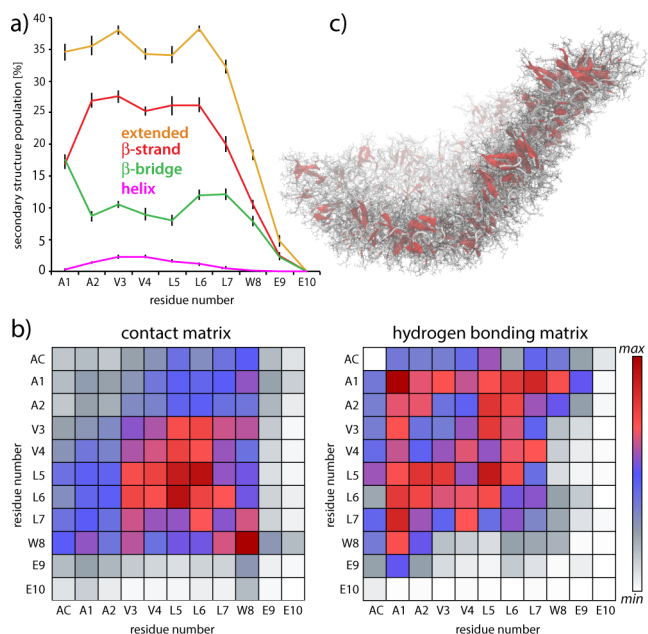 a)
c)
secondary structure population [%]
40
35
30
25
20
15
10
5
0
extended
β-strand
β-bridge
helix
A1 A2 V3 V4 L5 L6 L7 W8 E9 E10
residue number
b)
contact matrix
hydrogen bonding matrix
residue number
AC
A1
A2
V3
V4
L5
L6
L7
W8
E9
E10
AC A1 A2 V3 V4 L5 L6 L7 W8 E9 E10
residue number
residue number
AC
A1
A2
V3
V4
L5
L6
L7
W8
E9
E10
AC A1 A2 V3 V4 L5 L6 L7 W8 E9 E10
residue number
max
min